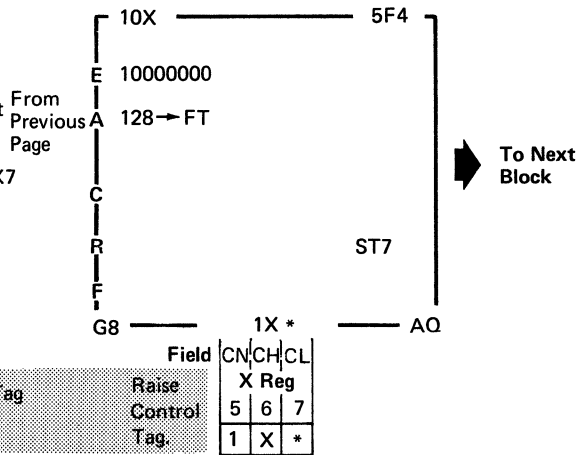 10X 5F4
E 10000000
t From Previous Page
A 128→FT
To Next Block
X7
C
R ST7
F
G8 1X * AQ
Field CN CH CL
X Reg
5 6 7
1 X *
Tag
Raise Control Tag.